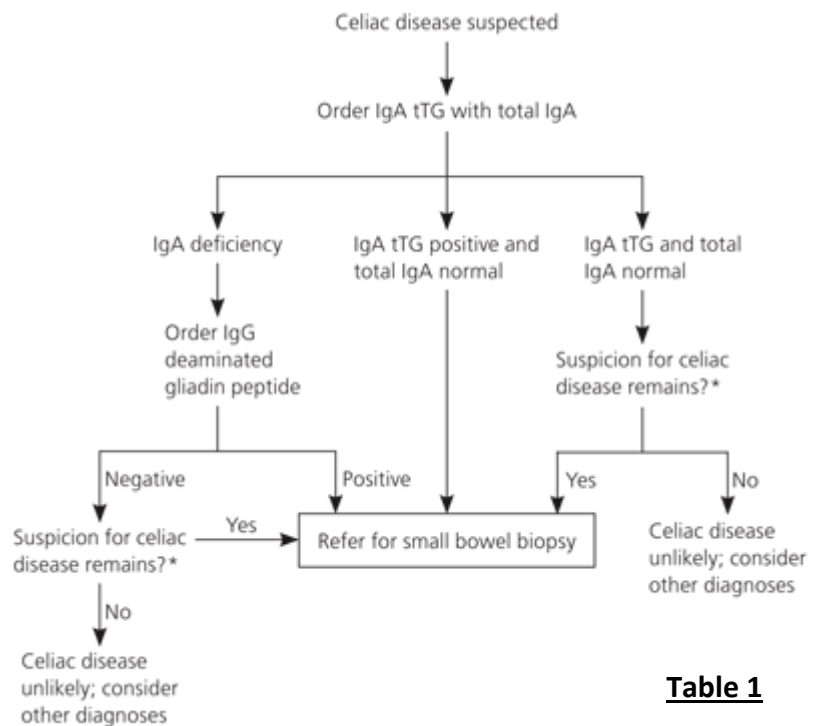 Celiac disease suspected
Order IgA tTG with total IgA
IgA deficiency
IgA tTG positive and
total IgA normal
IgA tTG and total
IgA normal
Order IgG
deaminated
gliadin peptide
Suspicion for celiac
disease remains?*
Negative
Positive
Yes
No
Suspicion for celiac
disease remains?*
Yes
Refer for small bowel biopsy
Celiac disease
unlikely; consider
other diagnoses
No
Celiac disease
unlikely; consider
other diagnoses
Table 1